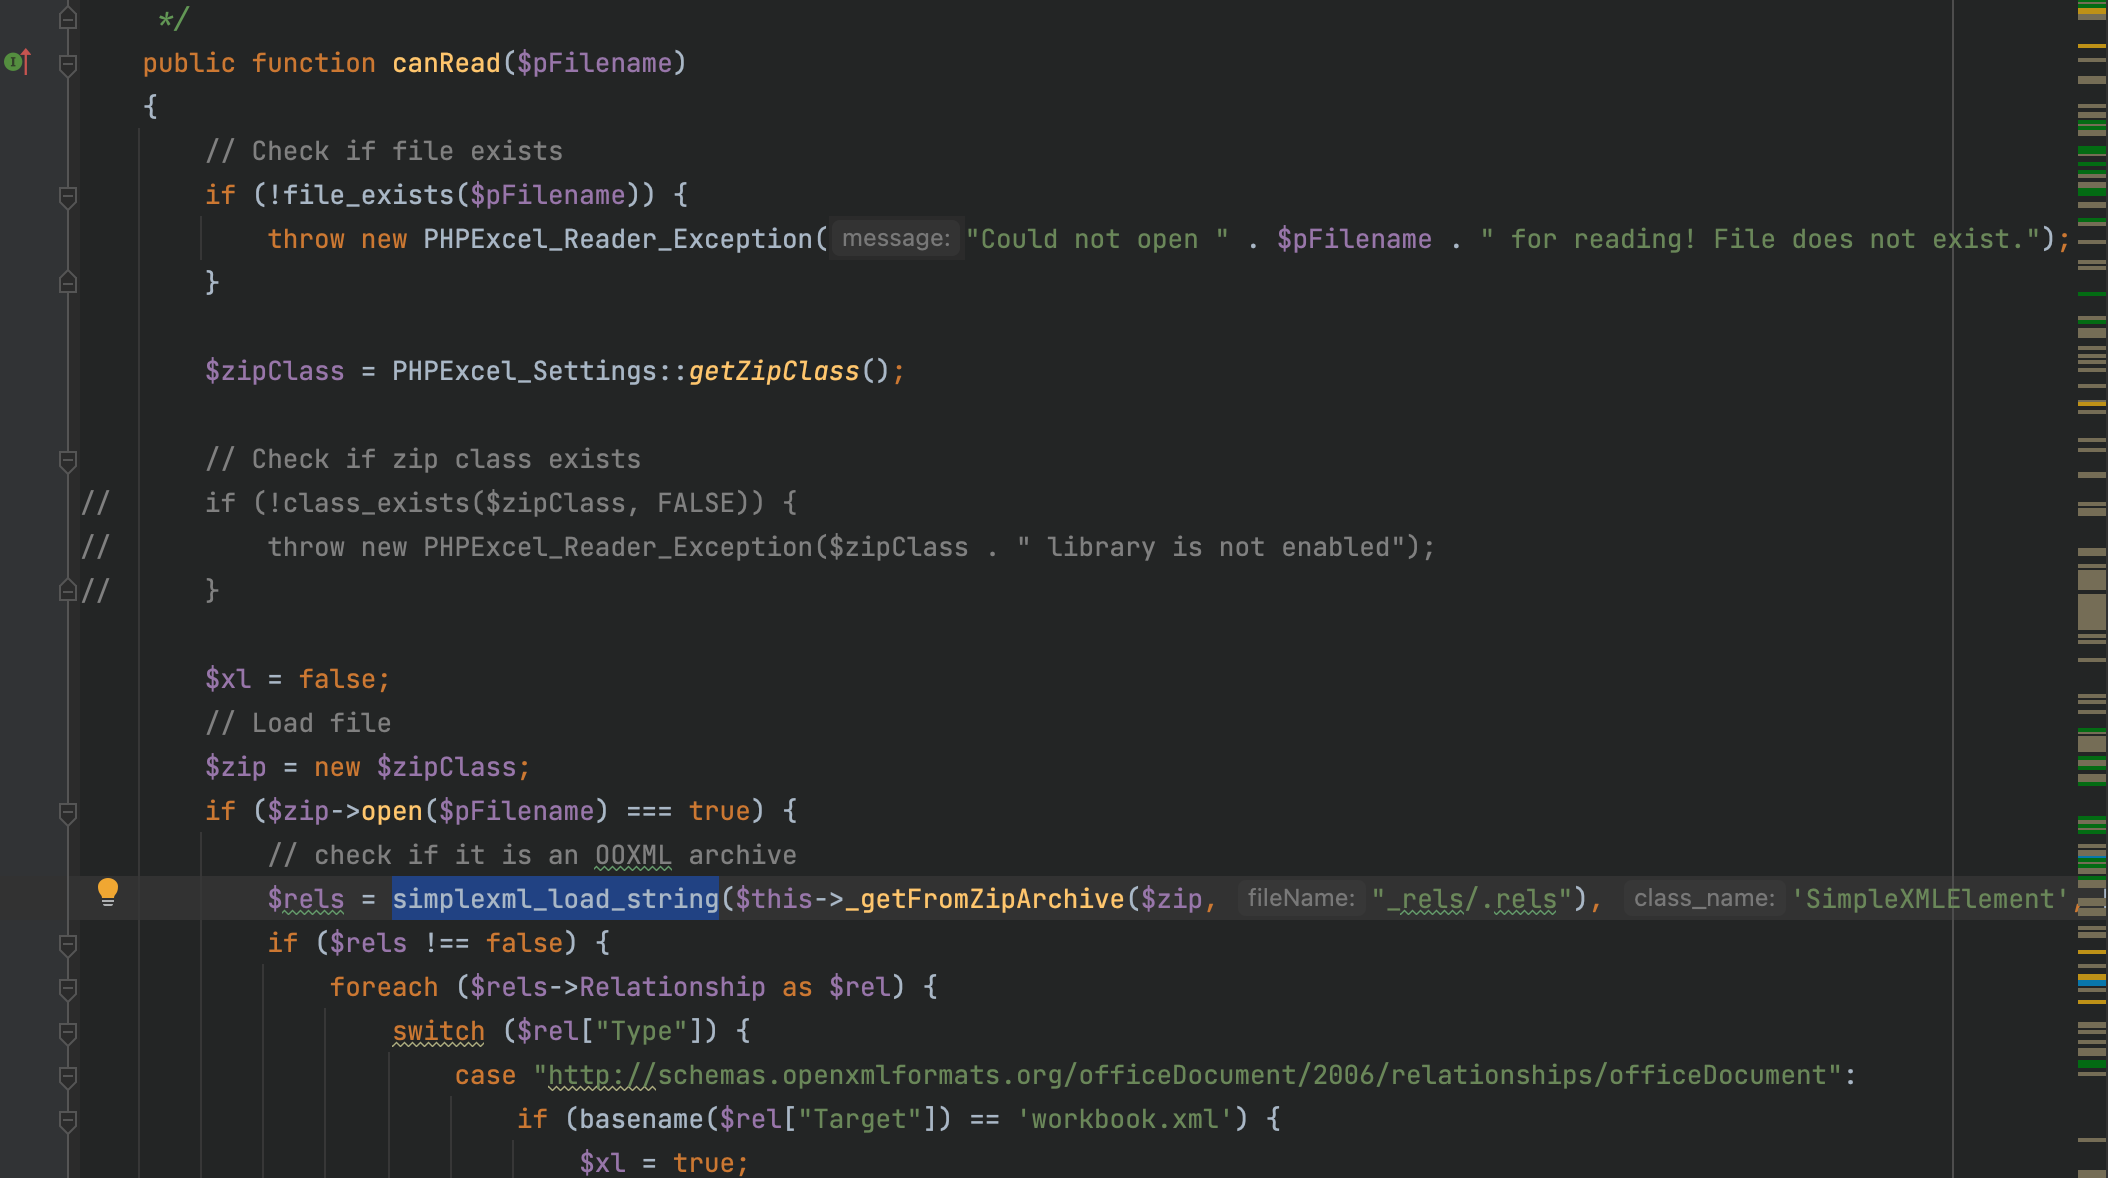 */
public function canRead($pFilename)
{
// Check if file exists
if (!file_exists($pFilename)) {
throw new PHPExcel_Reader_Exception( message: "Could not open " . $pFilename . " for reading! File does not exist.");
}
$zipClass = PHPExcel_Settings::getZipClass();
// Check if zip class exists
// if (!class_exists($zipClass, FALSE)) {
// throw new PHPExcel_Reader_Exception($zipClass . " library is not enabled");
// }
$xl = false;
// Load file
$zip = new $zipClass;
if ($zip->open($pFilename) === true) {
// check if it is an OOXML archive
$rels = simplexml_load_string($this->_getFromZipArchive($zip, fileName: "_rels/.rels"), class_name: 'SimpleXMLElement',
if ($rels !== false) {
foreach ($rels->Relationship as $rel) {
switch ($rel["Type"]) {
case "http://schemas.openxmlformats.org/officeDocument/2006/relationships/officeDocument":
if (basename($rel["Target"]) == 'workbook.xml') {
$xl = true;